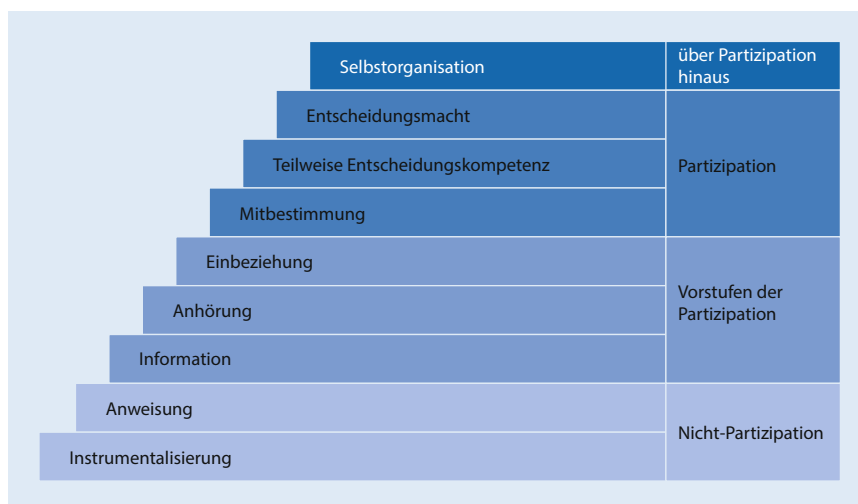 Selbstorganisation
über Partizipation
hinaus
Entscheidungsmacht
Teilweise Entscheidungskompetenz
Partizipation
Mitbestimmung
Einbeziehung
Anhörung
Vorstufen der
Partizipation
Information
Anweisung
Nicht-Partizipation
Instrumentalisierung